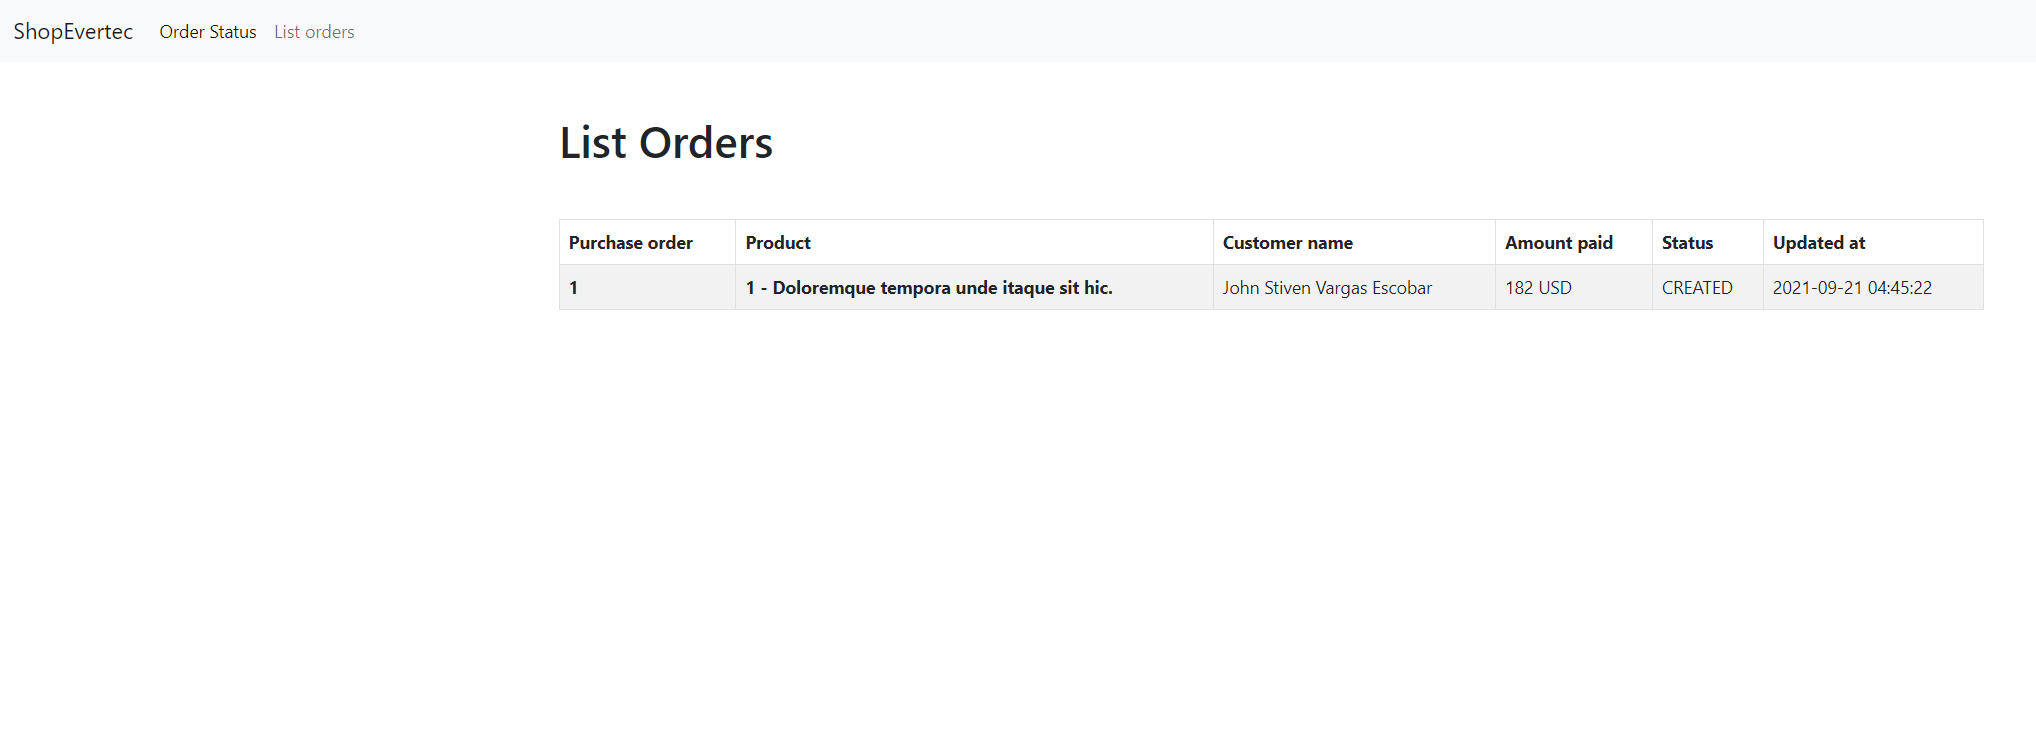 ShopEvertec Order Status List orders
List Orders
Purchase order Product Customer name Amount paid Status Updated at
1 1 - Doloremque tempora unde itaque sit hic. John Stiven Vargas Escobar 182 USD CREATED 2021-09-21 04:45:22